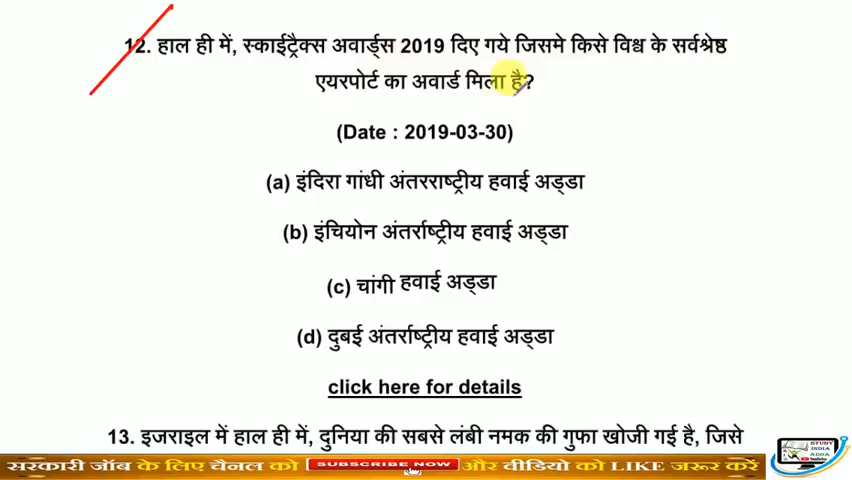 12. हाल ही में, स्काईट्रैक्स अवार्ड्स 2019 दिए गये जिसमे किसे विश्व के सर्वश्रेष्ठ
एयरपोर्ट का अवार्ड मिला है?
(Date : 2019-03-30)
(a) इंदिरा गांधी अंतरराष्ट्रीय हवाई अड्डा
(b) इंचियोन अंतर्राष्ट्रीय हवाई अड्डा
(c) चांगी हवाई अड्डा
(d) दुबई अंतर्राष्ट्रीय हवाई अड्डा
click here for details
13. इजराइल में हाल ही में, दुनिया की सबसे लंबी नमक की गुफा खोजी गई है, जिसे
सरकारी जॉब के लिए चैनल को SUBSCRIBE NOW और वीडियो को LIKE जरूर करें
STUDY
INDIA
ADDA
YouTube